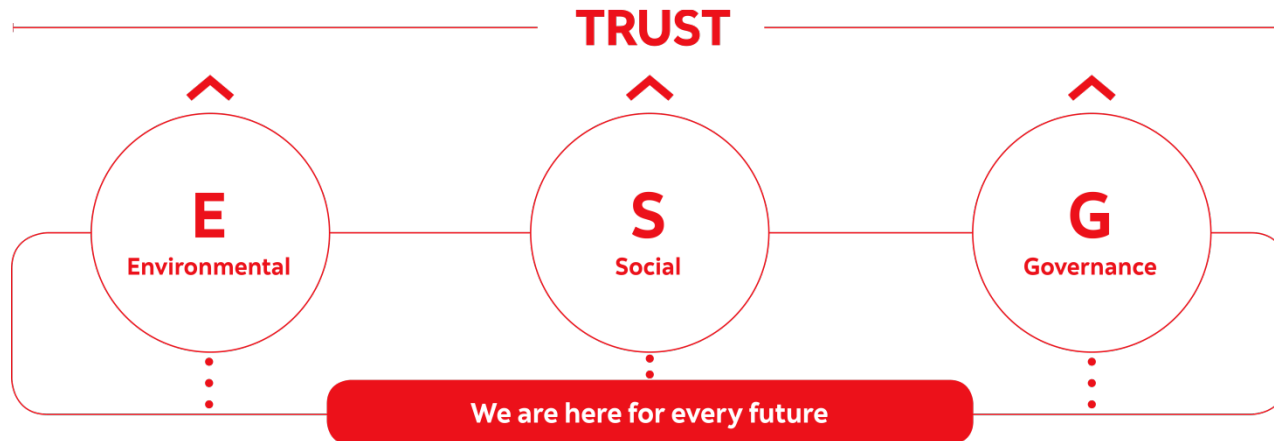 TRUST
E
Environmental
S
Social
G
Governance
We are here for every future